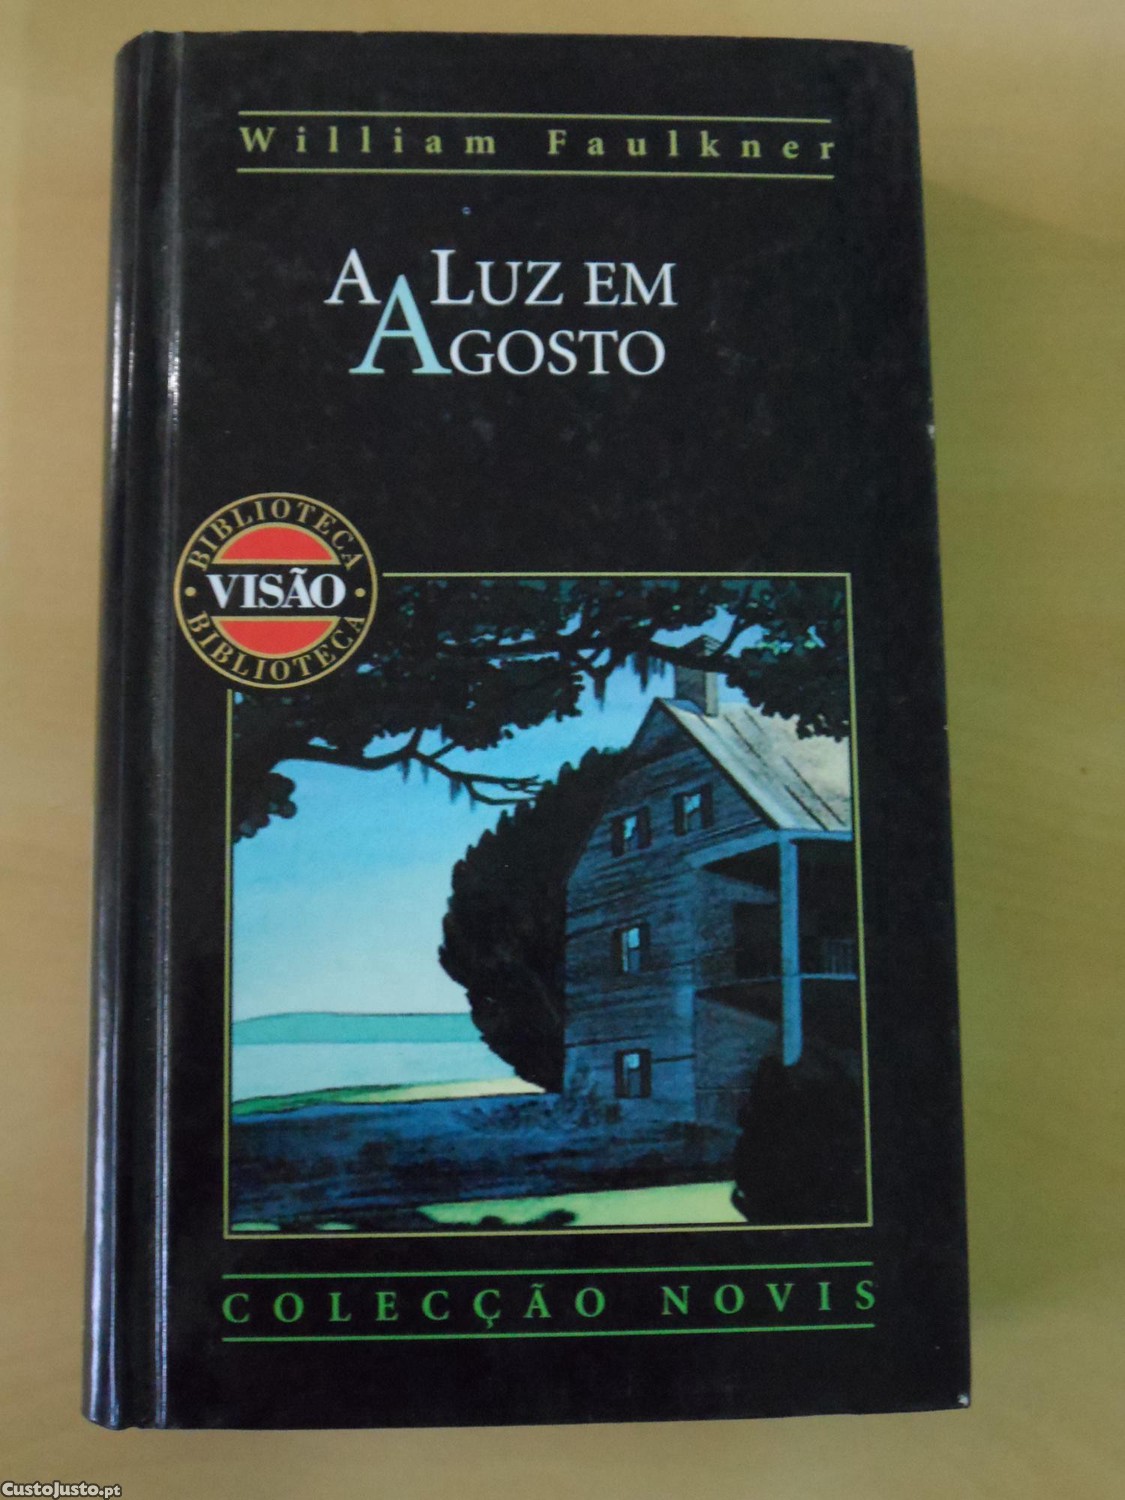 William Faulkner
A LUZ EM
AGOSTO
BIBLIOTECA
VISÃO
BIBLIOTECA
COLECÇÃO NOVIS
CustoJusto.pt